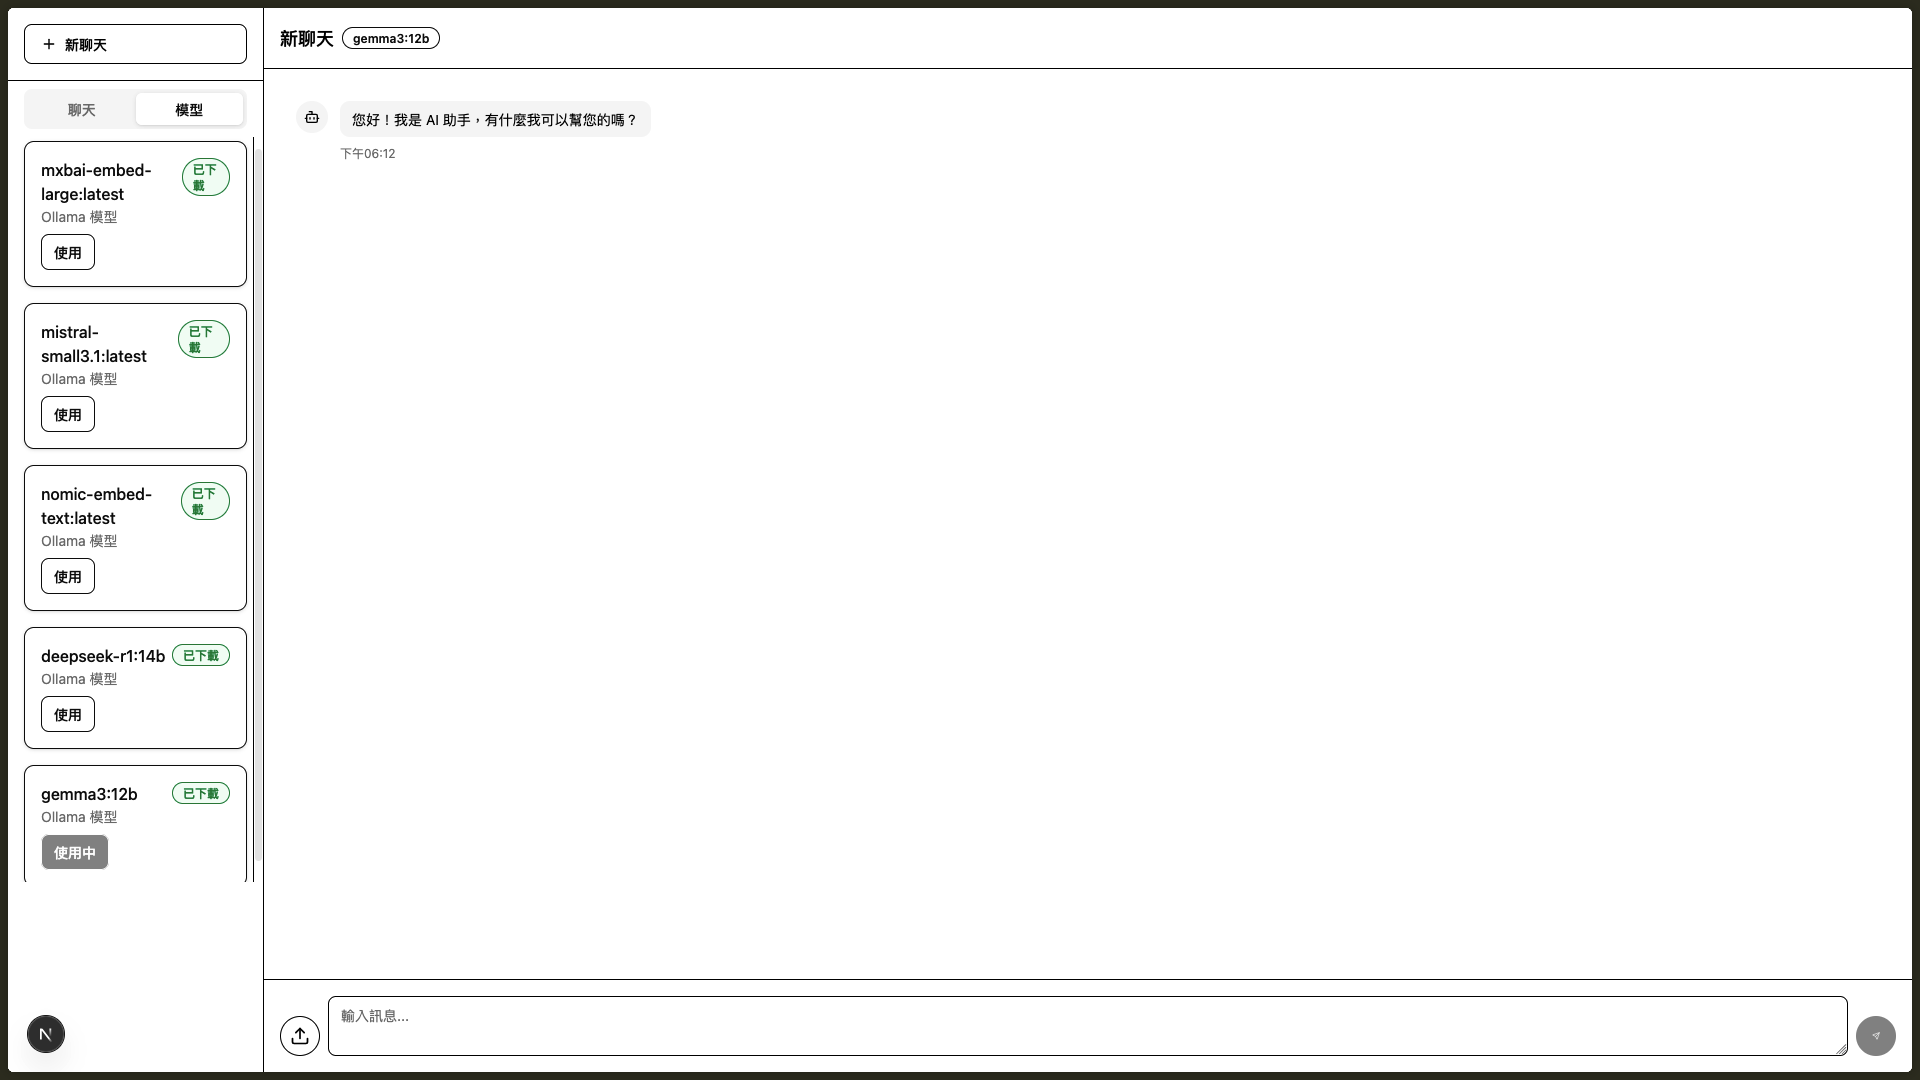 新聊天
聊天
模型
mxbai-embed-
large:latest
已下
載
Ollama 模型
使用
mistral-
small3.1:latest
已下
載
Ollama 模型
使用
nomic-embed-
text:latest
已下
載
Ollama 模型
使用
deepseek-r1:14b
已下載
Ollama 模型
使用
gemma3:12b
已下載
Ollama 模型
使用中
N
新聊天
gemma3:12b
您好！我是 AI 助手，有什麼我可以幫您的嗎？
下午06:12
輸入訊息...